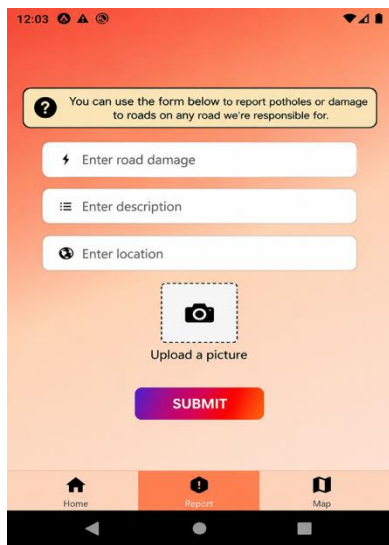 12:03
You can use the form below to report potholes or damage
to roads on any road we're responsible for.
Enter road damage
Enter description
Enter location
Upload a picture
SUBMIT
Home Report Map